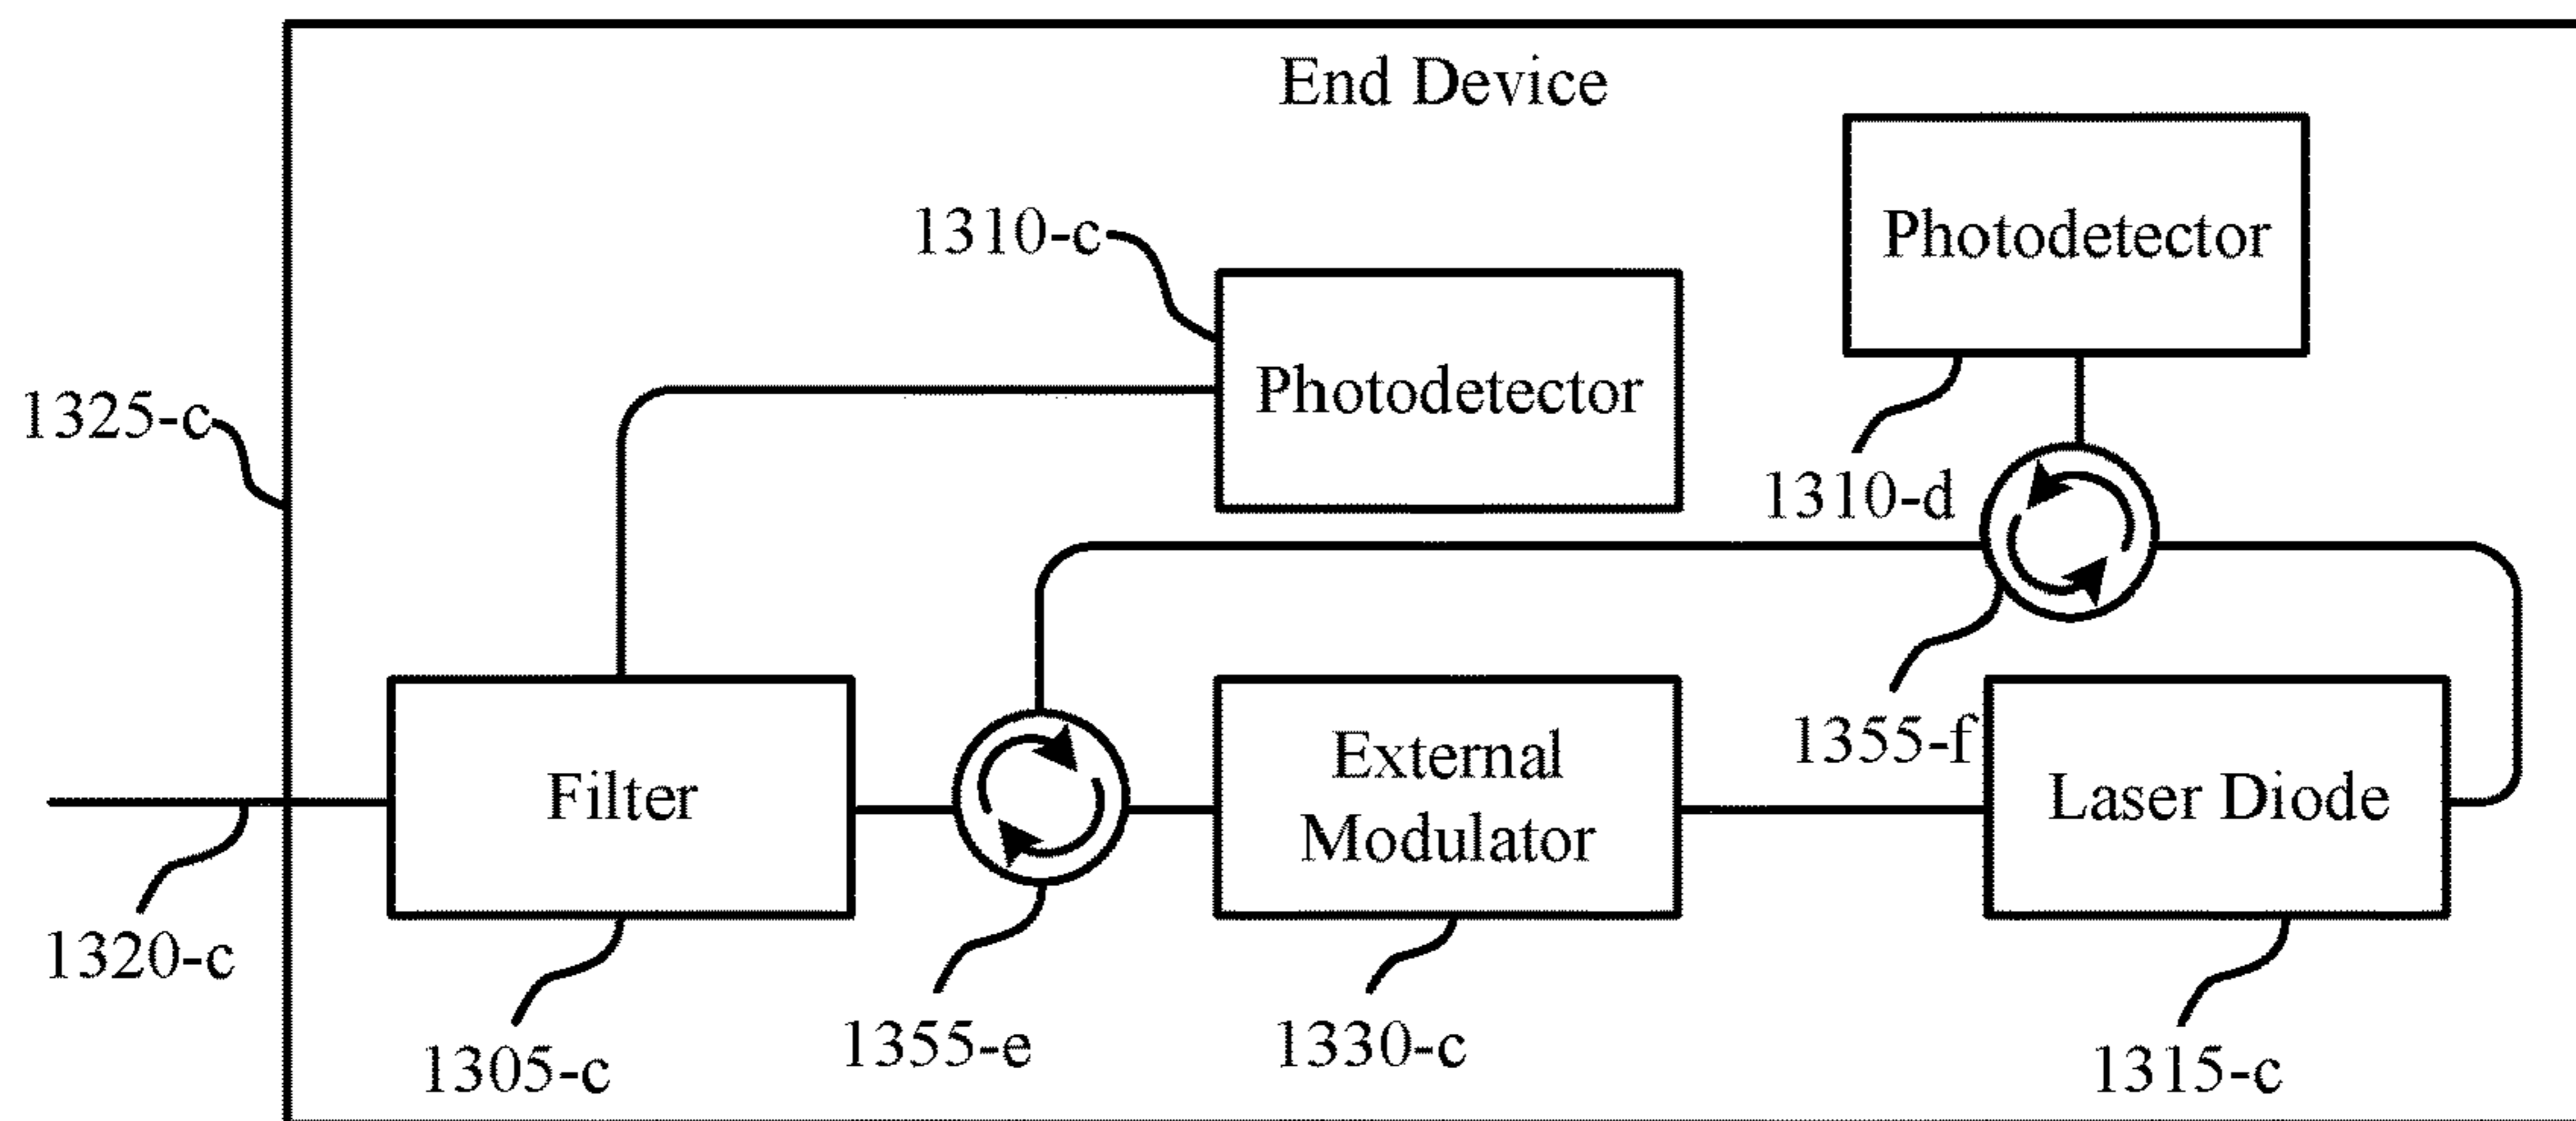 End Device
Photodetector
1310-c
Photodetector
1325-c
1310-d
1355-f
Filter
External
Modulator
Laser Diode
1320-c
1305-c
1355-e
1330-c
1315-c